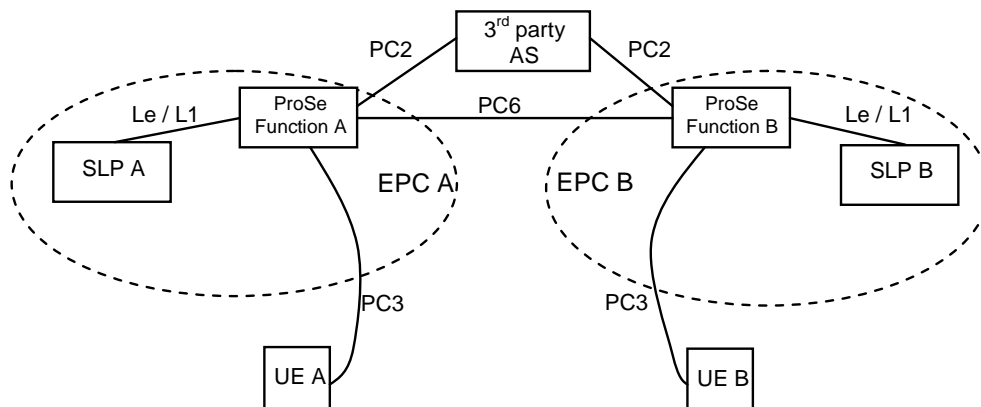 3rd party
AS
PC2
PC2
ProSe
Function A
PC6
ProSe
Function B
Le / L1
Le / L1
SLP A
EPC A
EPC B
SLP B
PC3
PC3
UE A
UE B